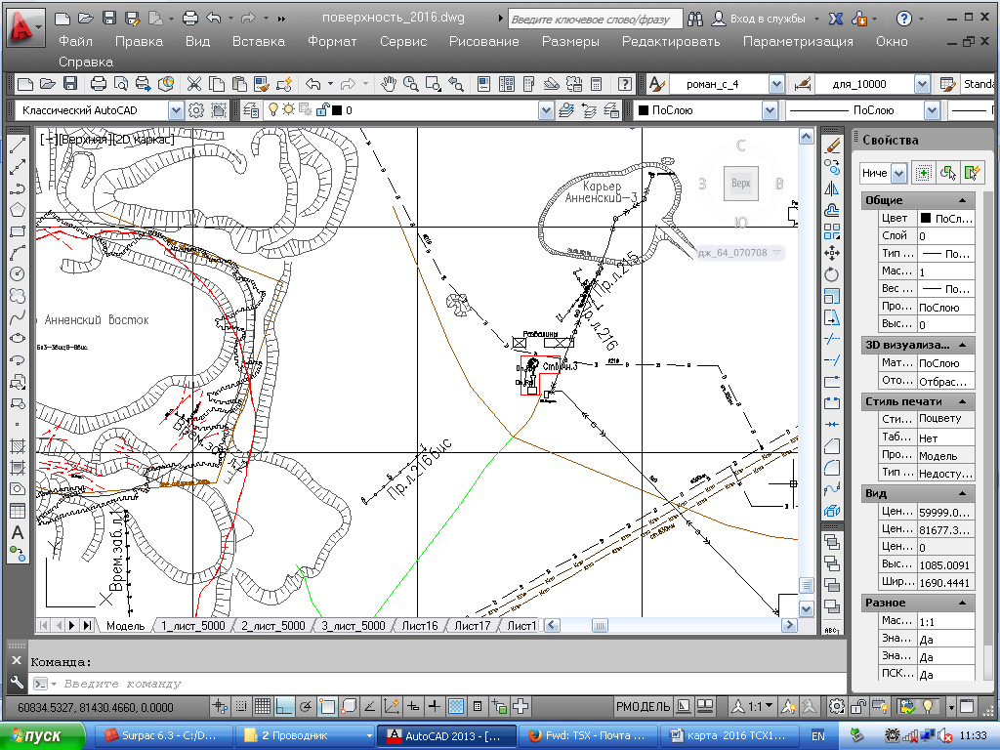 поверхность_2016.dwg
Введите ключевое слово/фразу
Вход в службы
Файл
Правка
Вид
Вставка
Формат
Сервис
Рисование
Размеры
Редактировать
Параметризация
Окно
Справка
роман_с_4
для_10000
Standa
Классический AutoCAD
0
ПоСлою
ПоСлою
[−][Верхняя][2D каркас]
Карьер
Анненский-3
С
З
Верх
В
Ю
дж_64_070708
Пр.л.215
Пр.л.216
Анненский Восток
Развалины
Ств.Ан.3
Пр.л.216бис
Врем.заб.л1
Модель
1_лист_5000
2_лист_5000
3_лист_5000
Лист16
Лист17
Лист1
Свойства
Ниче
Общие
Цвет
ПоСл...
Слой
0
Тип ...
По...
Мас...
1
Вес ...
По...
Про...
ПоСлою
Выс...
0
3D визуализа...
Мат...
ПоСлою
Ото...
Отбрас...
Стиль печати
Сти...
Поцвету
Таб...
Нет
Про...
Модель
Тип ...
Недосту...
Вид
Цен...
59999.0...
Цен...
81677.3...
Цен...
0
Выс...
1085.0091
Шир...
1690.4441
Разное
Мас...
1:1
Зна...
Да
Зна...
Да
ПСК...
Да
Команда:
Введите команду
60834.5327, 81430.4660, 0.0000
РМОДЕЛЬ
1:1
пуск
Surpac 6.3 - C:/D...
2 Проводник
AutoCAD 2013 - [...
Fwd: T5X - Почта ...
карта 2016 ТСХ1...
EN
11:33